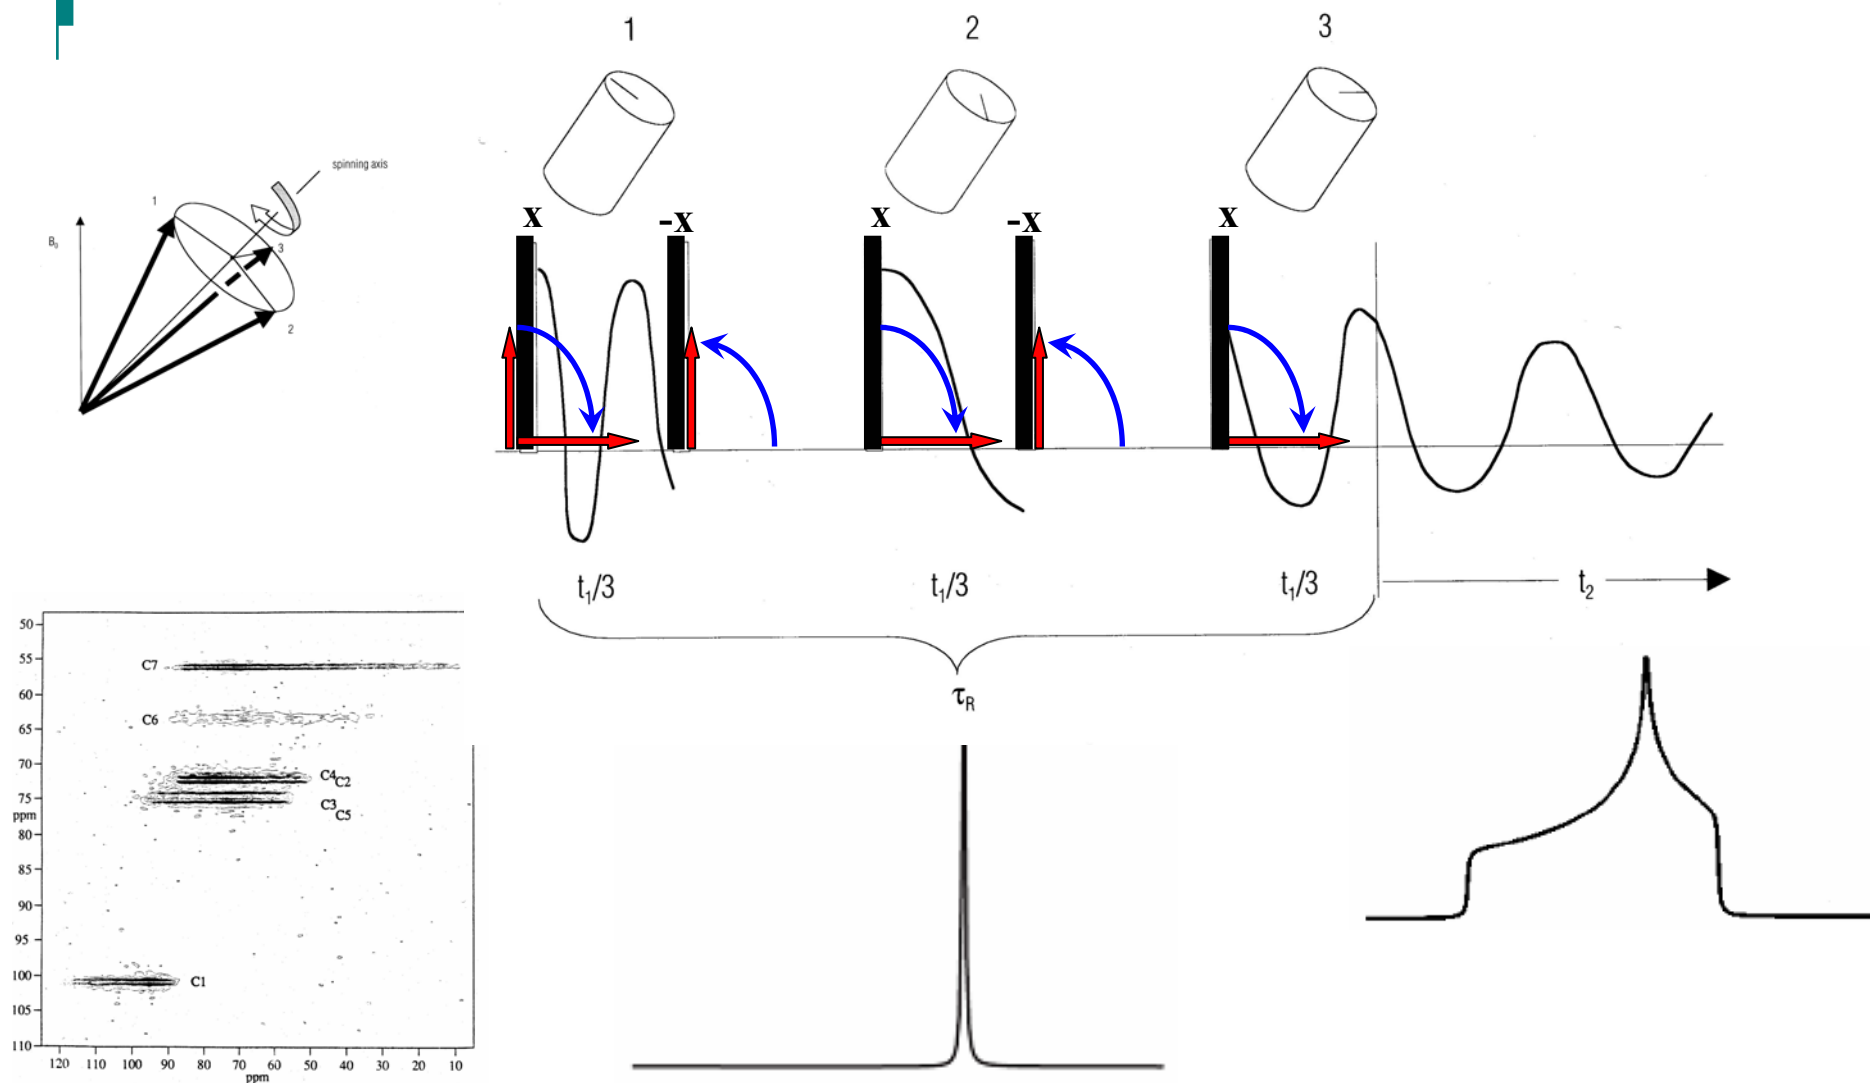 1
2
3
spinning axis
1
B0
3
2
x
-x
x
-x
x
t1/3
t1/3
t1/3
t2
τR
50
55
60
65
70
75
ppm
80
85
90
95
100
105
110
C7
C6
C4
C2
C3
C5
C1
120 110 100 90 80 70 60 50 40 30 20 10
ppm